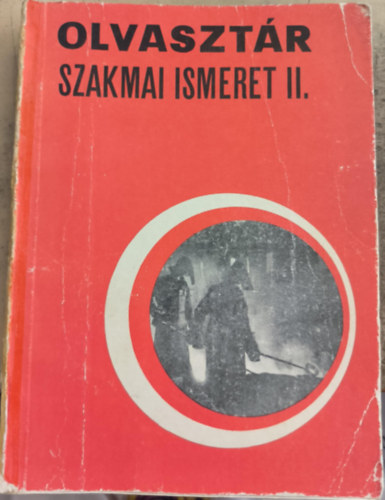 OLVASZTÁR
SZAKMAI ISMERET II.